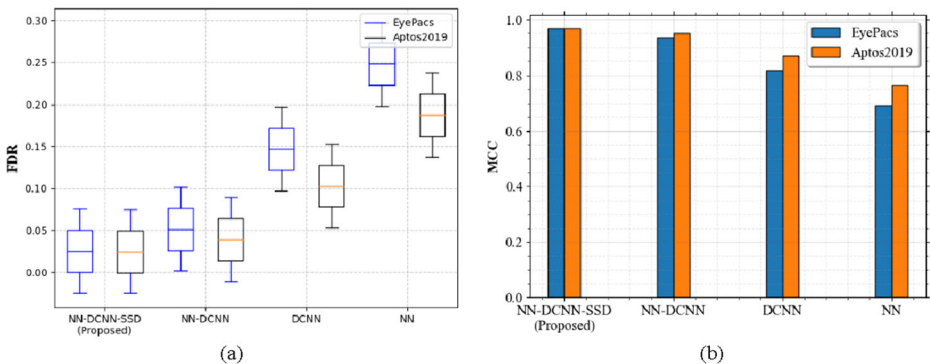 0.30
0.25
0.20
0.15
0.10
0.05
0.00
FDR
EyePacs
Aptos2019
NN-DCNN-SSD
(Proposed)
NN-DCNN
DCNN
NN
(a)
1.0
0.8
0.6
0.4
0.2
0.0
MCC
EyePacs
Aptos2019
NN-DCNN-SSD
(Proposed)
NN-DCNN
DCNN
NN
(b)